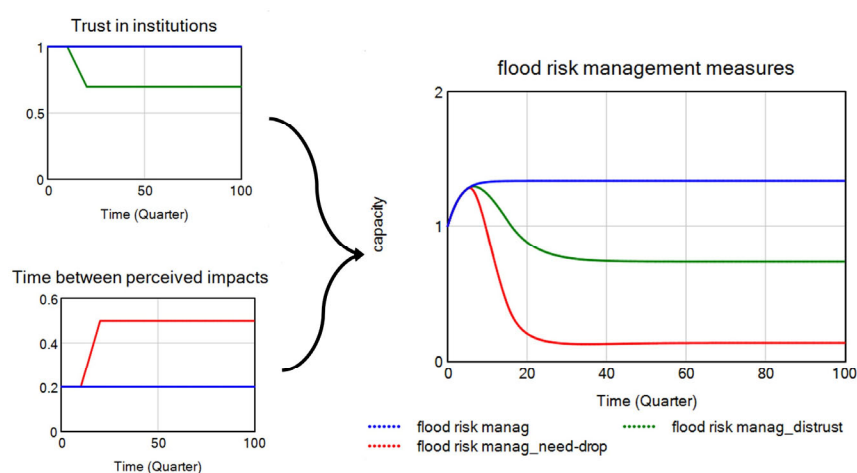 Trust in institutions
1
0.5
0
0 50 100
Time (Quarter)
Time between perceived impacts
0.6
0.4
0.2
0
0 50 100
Time (Quarter)
capacity
flood risk management measures
2
1
0
0 20 40 60 80 100
Time (Quarter)
flood risk manag
flood risk manag_distrust
flood risk manag_need-drop